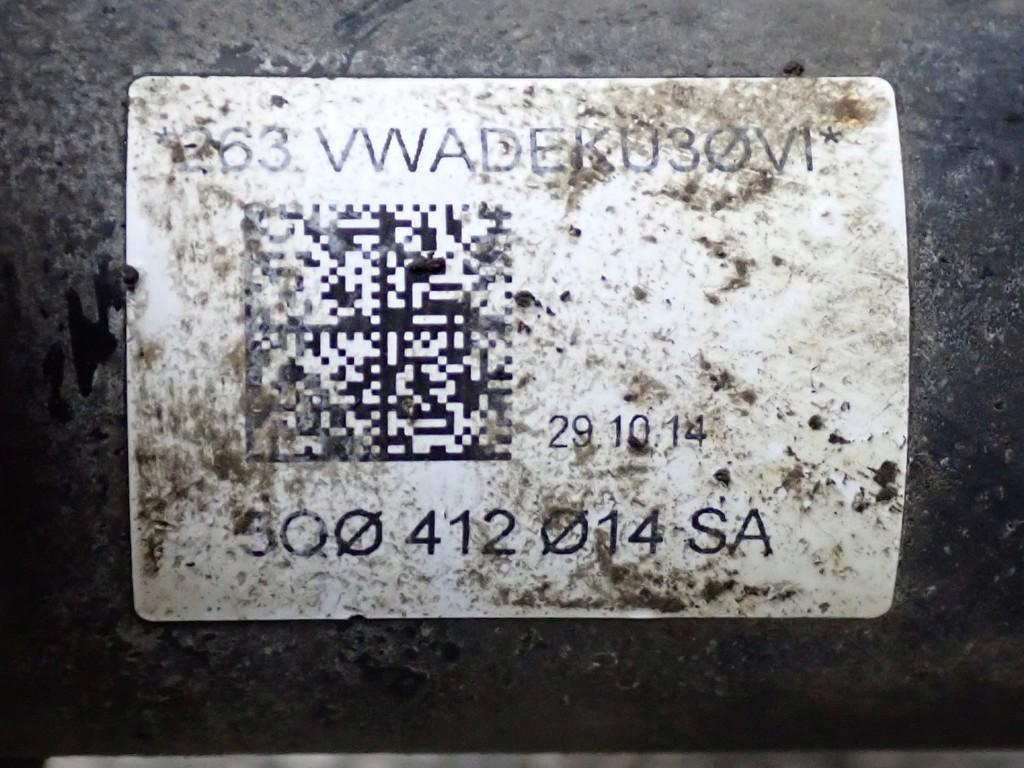 *263 VWADEKU3ØVI*
29.10.14
5QØ 412 Ø14 SA